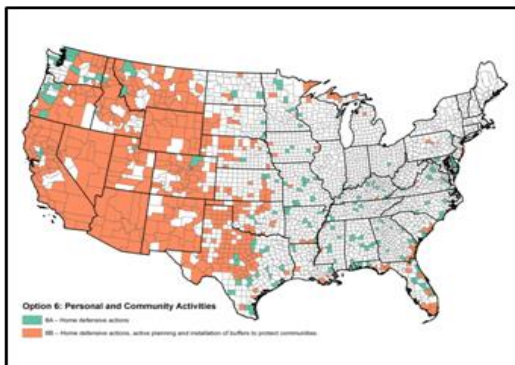 Option 6: Personal and Community Activities
6A – Home defensive actions
6B – Home defensive actions, active planning and installation of buffers to protect communities.